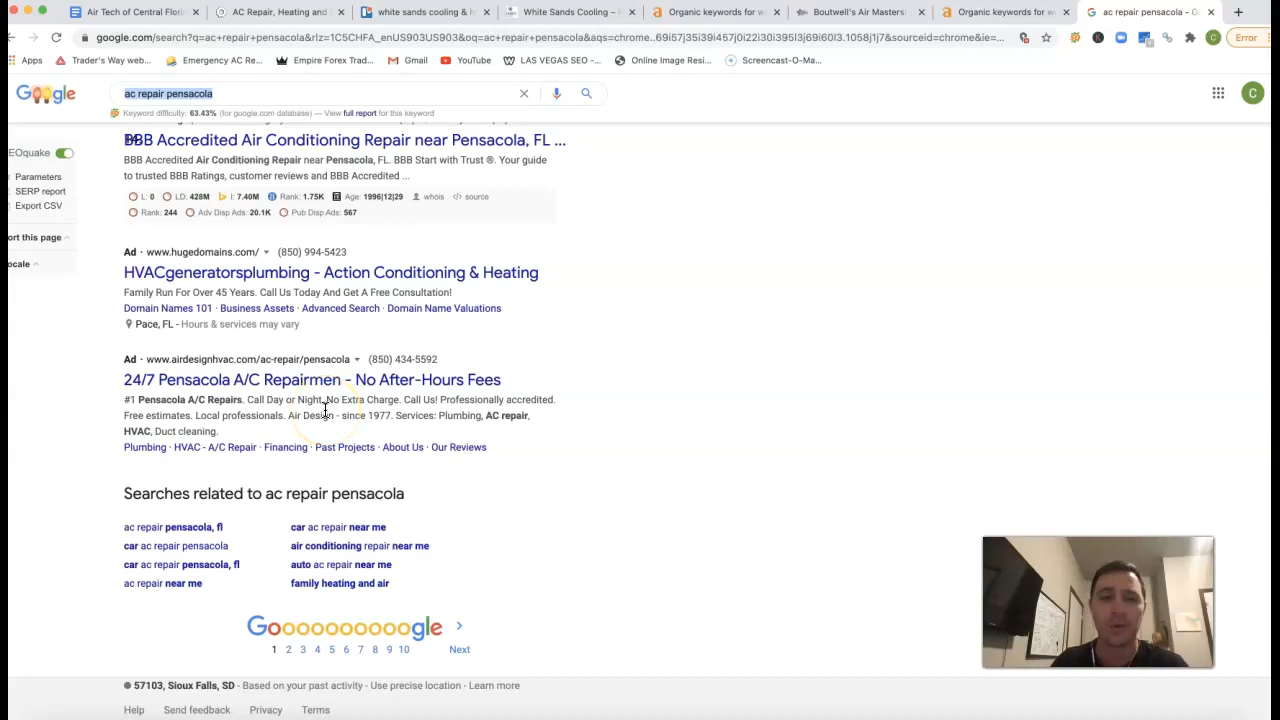 Air Tech of Central Flori
AC Repair, Heating and
white sands cooling & h
White Sands Cooling –
Organic keywords for w
Boutwell's Air Masters:
Organic keywords for w
ac repair pensacola - G
google.com/search?q=ac+repair+pensacola&rlz=1C5CHFA_enUS903US903&oq=ac+repair+pensacola&aqs=chrome..69i57j35i39l457j0i22i30i395l3j69i60l3.1058j1j7&sourceid=chrome&ie=...
Error
Apps
Trader's Way web...
Emergency AC Re...
Empire Forex Trad...
Gmail
YouTube
LAS VEGAS SEO -...
Online Image Resi...
Screencast-O-Ma...
Google
ac repair pensacola
C
Keyword difficulty: 63.43% (for google.com database) — View full report for this keyword
EOquake
Parameters
SERP report
Export CSV
ort this page
ocale
14.
BBB Accredited Air Conditioning Repair near Pensacola, FL ...
BBB Accredited Air Conditioning Repair near Pensacola, FL. BBB Start with Trust ®. Your guide
to trusted BBB Ratings, customer reviews and BBB Accredited ...
L: 0 LD: 428M I: 7.40M Rank: 1.75K Age: 1996|12|29 whois source
Rank: 244 Adv Disp Ads: 20.1K Pub Disp Ads: 567
Ad · www.hugedomains.com/ (850) 994-5423
HVACgeneratorsplumbing - Action Conditioning & Heating
Family Run For Over 45 Years. Call Us Today And Get A Free Consultation!
Domain Names 101 · Business Assets · Advanced Search · Domain Name Valuations
Pace, FL - Hours & services may vary
Ad · www.airdesignhvac.com/ac-repair/pensacola (850) 434-5592
24/7 Pensacola A/C Repairmen - No After-Hours Fees
#1 Pensacola A/C Repairs. Call Day or Night-No Extra Charge. Call Us! Professionally accredited.
Free estimates. Local professionals. Air Design - since 1977. Services: Plumbing, AC repair,
HVAC, Duct cleaning.
Plumbing · HVAC - A/C Repair · Financing · Past Projects · About Us · Our Reviews
Searches related to ac repair pensacola
ac repair pensacola, fl
car ac repair near me
car ac repair pensacola
air conditioning repair near me
car ac repair pensacola, fl
auto ac repair near me
ac repair near me
family heating and air
Goooooooooogle
1 2 3 4 5 6 7 8 9 10 Next
57103, Sioux Falls, SD - Based on your past activity - Use precise location - Learn more
Help Send feedback Privacy Terms